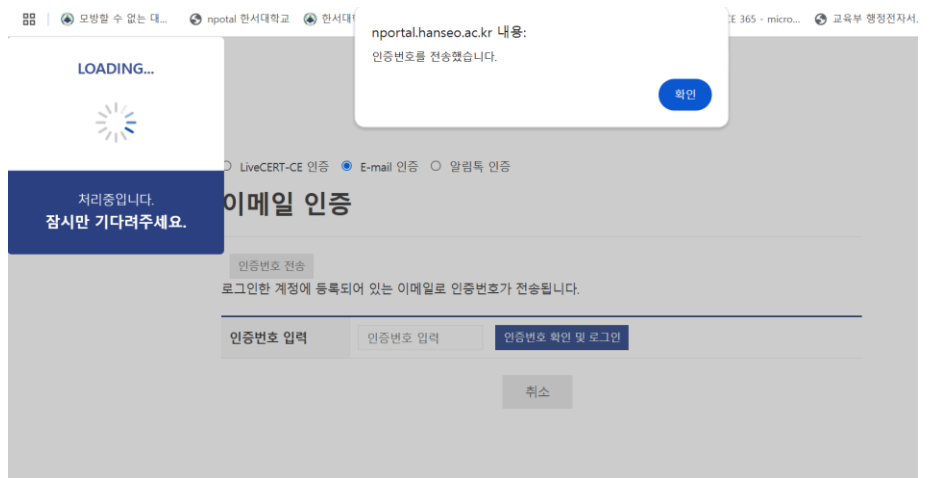 모방할 수 없는 대...
npotal 한서대학교
한서대
E 365 - micro...
교육부 행정전자서.
nportal.hanseo.ac.kr 내용:
인증번호를 전송했습니다.
확인
LOADING...
처리중입니다.
잠시만 기다려주세요.
LiveCERT-CE 인증 E-mail 인증 알림톡 인증
이메일 인증
인증번호 전송
로그인한 계정에 등록되어 있는 이메일로 인증번호가 전송됩니다.
인증번호 입력 인증번호 입력 인증번호 확인 및 로그인
취소